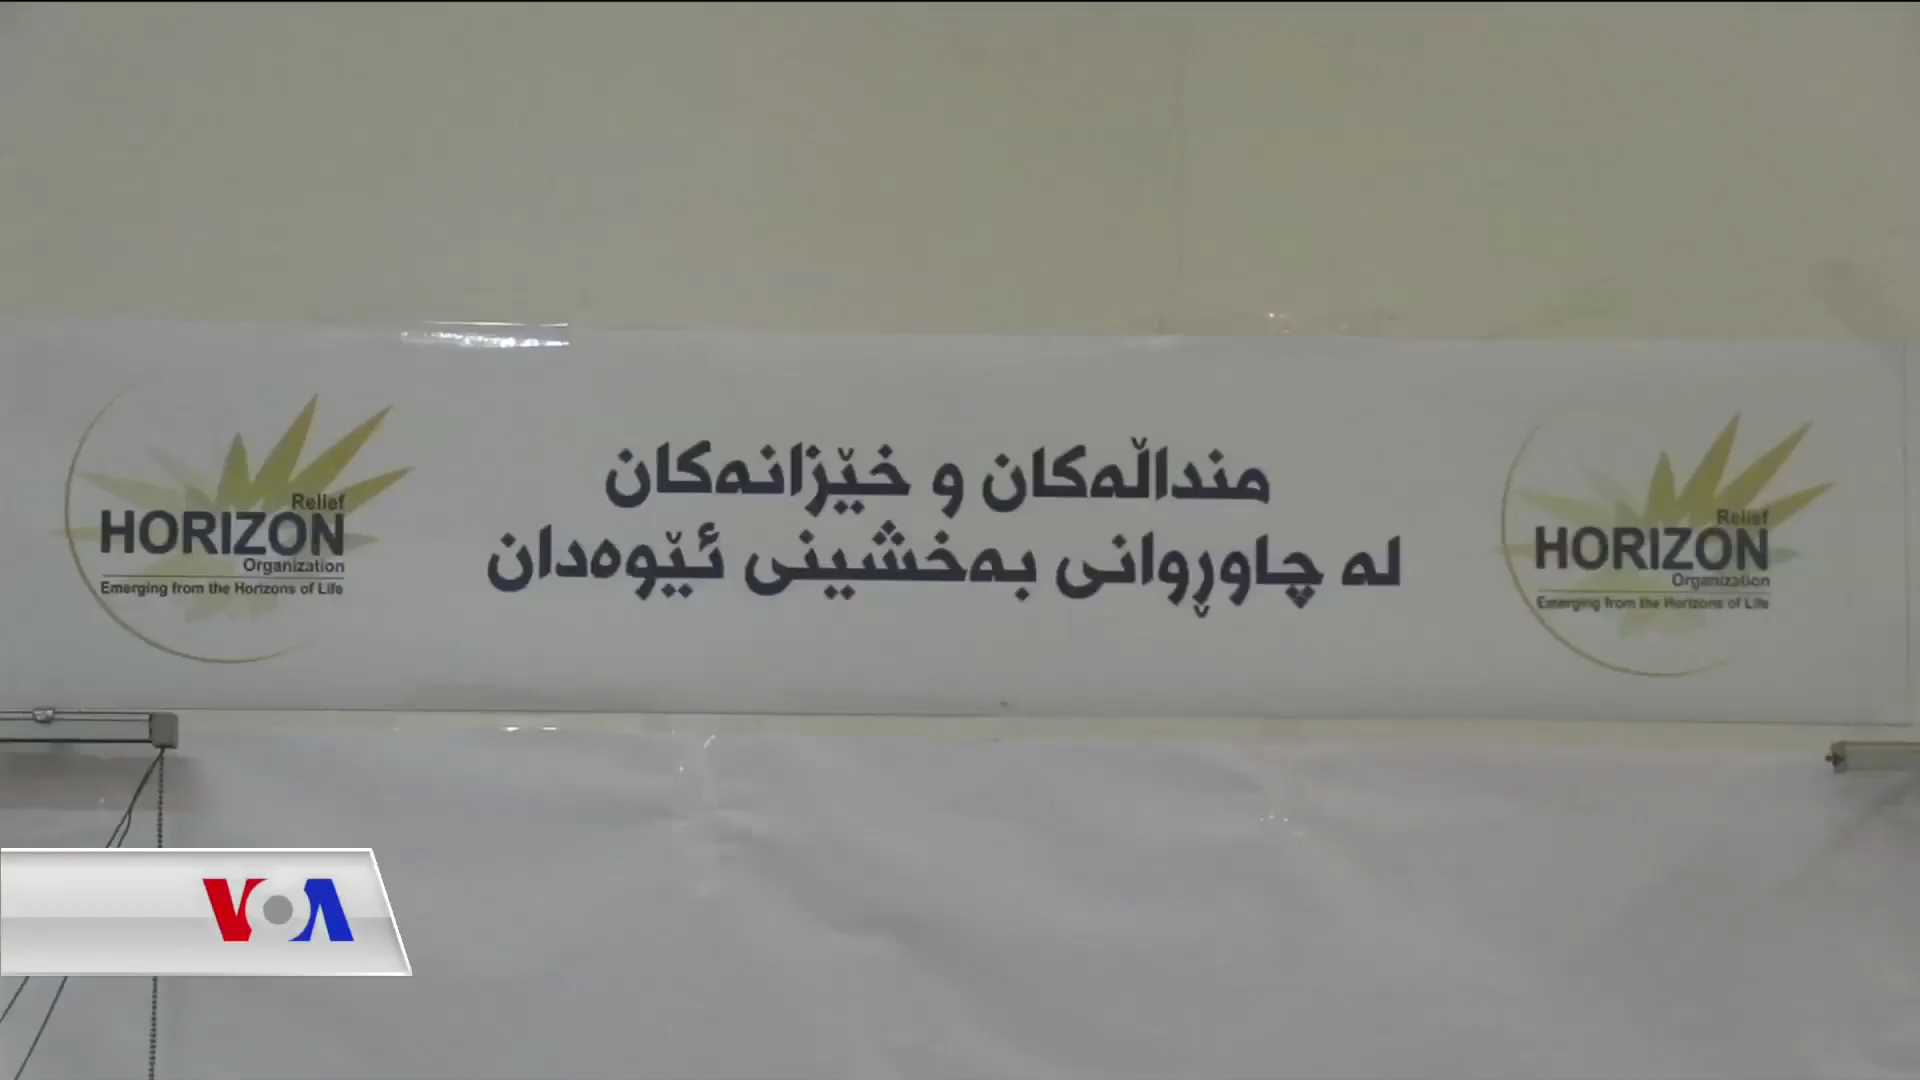 منداڵەکان و خێزانەکان
لە چاوڕوانی بەخشینی ئێوەدان
Relief
HORIZON
Organization
Emerging from the Horizons of Life
Relief
HORIZON
Organization
Emerging from the Horizons of Life
VOA